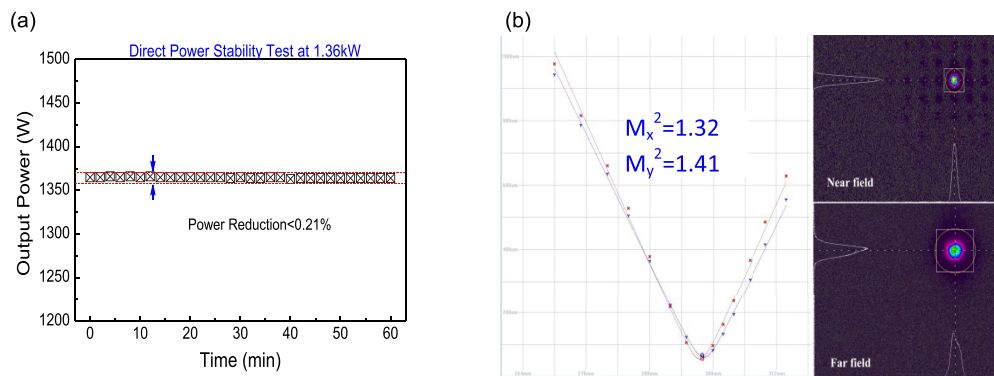 (a)
Direct Power Stability Test at 1.36kW
1500
1450
1400
1350
1300
1250
1200
Output Power (W)
Power Reduction<0.21%
0 10 20 30 40 50 60
Time (min)
(b)
Mx²=1.32
My²=1.41
Near field
Far field